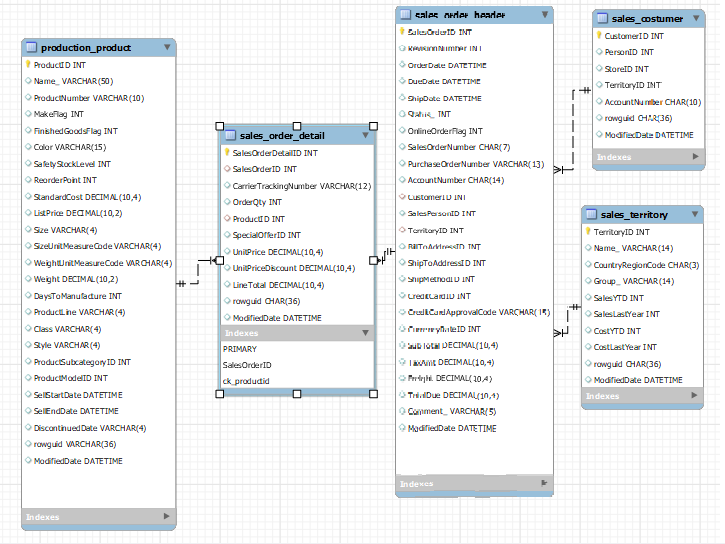 production_product
ProductID INT
Name_ VARCHAR(50)
ProductNumber VARCHAR(10)
MakeFlag INT
FinishedGoodsFlag INT
Color VARCHAR(15)
SafetyStockLevel INT
ReorderPoint INT
StandardCost DECIMAL(10,4)
ListPrice DECIMAL(10,2)
Size VARCHAR(4)
SizeUnitMeasureCode VARCHAR(4)
WeightUnitMeasureCode VARCHAR(4)
Weight DECIMAL(10,2)
DaysToManufacture INT
ProductLine VARCHAR(4)
Class VARCHAR(4)
Style VARCHAR(4)
ProductSubcategoryID INT
ProductModelID INT
SellStartDate DATETIME
SellEndDate DATETIME
DiscontinuedDate VARCHAR(4)
rowguid VARCHAR(36)
ModifiedDate DATETIME
Indexes
sales_order_detail
SalesOrderDetailID INT
SalesOrderID INT
CarrierTrackingNumber VARCHAR(12)
OrderQty INT
ProductID INT
SpecialOfferID INT
UnitPrice DECIMAL(10,4)
UnitPriceDiscount DECIMAL(10,4)
LineTotal DECIMAL(10,4)
rowguid CHAR(36)
ModifiedDate DATETIME
Indexes
PRIMARY
SalesOrderID
ck_productid
sales_order_header
SalesOrderID INT
RevisionNumber INT
OrderDate DATETIME
DueDate DATETIME
ShipDate DATETIME
Status_ INT
OnlineOrderFlag INT
SalesOrderNumber CHAR(7)
PurchaseOrderNumber VARCHAR(13)
AccountNumber CHAR(14)
CustomerID INT
SalesPersonID INT
TerritoryID INT
BillToAddressID INT
ShipToAddressID INT
ShipMethodID INT
CreditCardID INT
CreditCardApprovalCode VARCHAR(15)
CurrencyRateID INT
SubTotal DECIMAL(10,4)
TaxAmt DECIMAL(10,4)
Freight DECIMAL(10,4)
TotalDue DECIMAL(10,4)
Comment_ VARCHAR(5)
ModifiedDate DATETIME
Indexes
sales_costumer
CustomerID INT
PersonID INT
StoreID INT
TerritoryID INT
AccountNumber CHAR(10)
rowguid CHAR(36)
ModifiedDate DATETIME
Indexes
sales_territory
TerritoryID INT
Name_ VARCHAR(14)
CountryRegionCode CHAR(3)
Group_ VARCHAR(14)
SalesYTD INT
SalesLastYear INT
CostYTD INT
CostLastYear INT
rowguid CHAR(36)
ModifiedDate DATETIME
Indexes